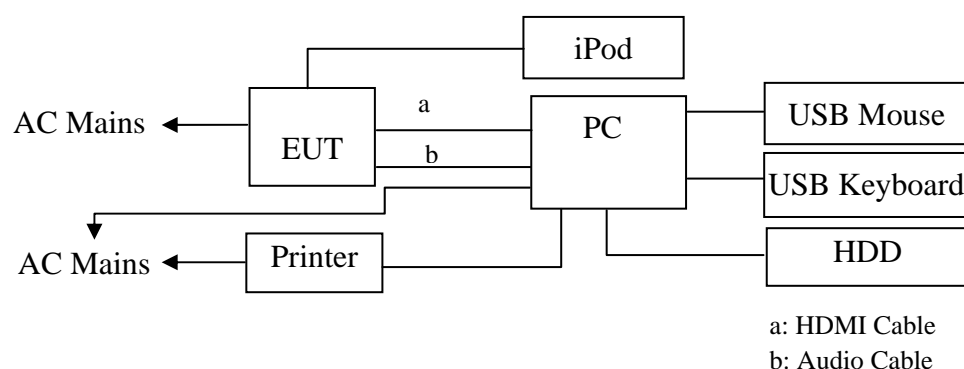 iPod
a
AC Mains
EUT
PC
USB Mouse
b
USB Keyboard
AC Mains
Printer
HDD
a: HDMI Cable
b: Audio Cable